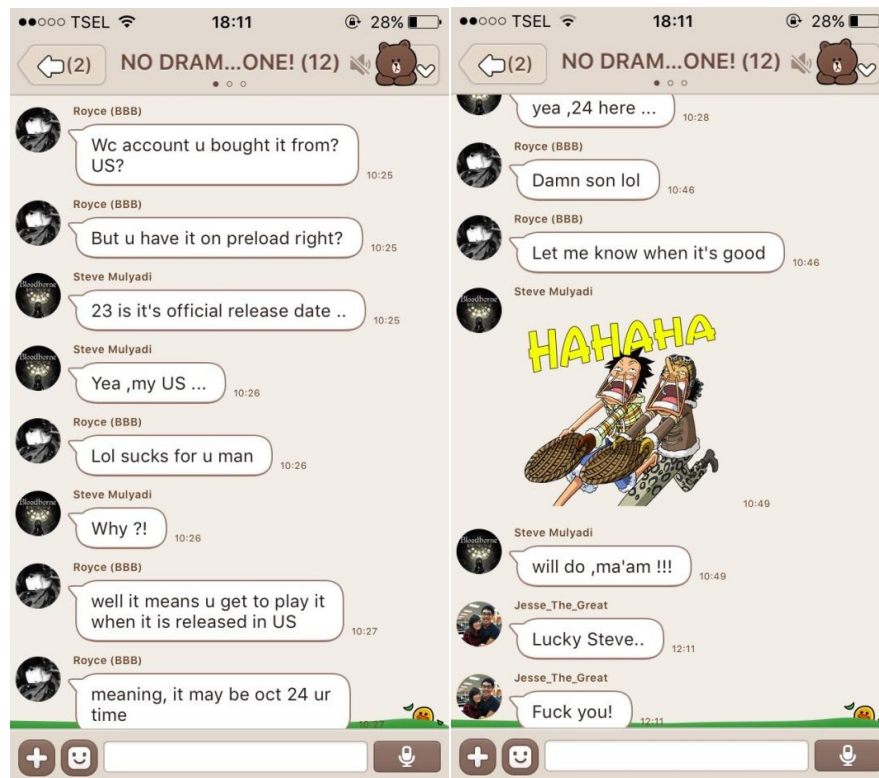 ●●○○○ TSEL 18:11 28%
(2) NO DRAM...ONE! (12)
Royce (BBB)
Wc account u bought it from?
US?
10:25
Royce (BBB)
But u have it on preload right?
10:25
Steve Mulyadi
23 is it's official release date ..
10:25
Steve Mulyadi
Yea ,my US ...
10:26
Royce (BBB)
Lol sucks for u man
10:26
Steve Mulyadi
Why ?!
10:26
Royce (BBB)
well it means u get to play it
when it is released in US
10:27
Royce (BBB)
meaning, it may be oct 24 ur
time
10:27
●●○○○ TSEL 18:11 28%
(2) NO DRAM...ONE! (12)
yea ,24 here ...
10:28
Royce (BBB)
Damn son lol
10:46
Royce (BBB)
Let me know when it's good
10:46
Steve Mulyadi
HAHAHA
10:49
Steve Mulyadi
will do ,ma'am !!!
10:49
Jesse_The_Great
Lucky Steve..
12:11
Jesse_The_Great
Fuck you!
12:11